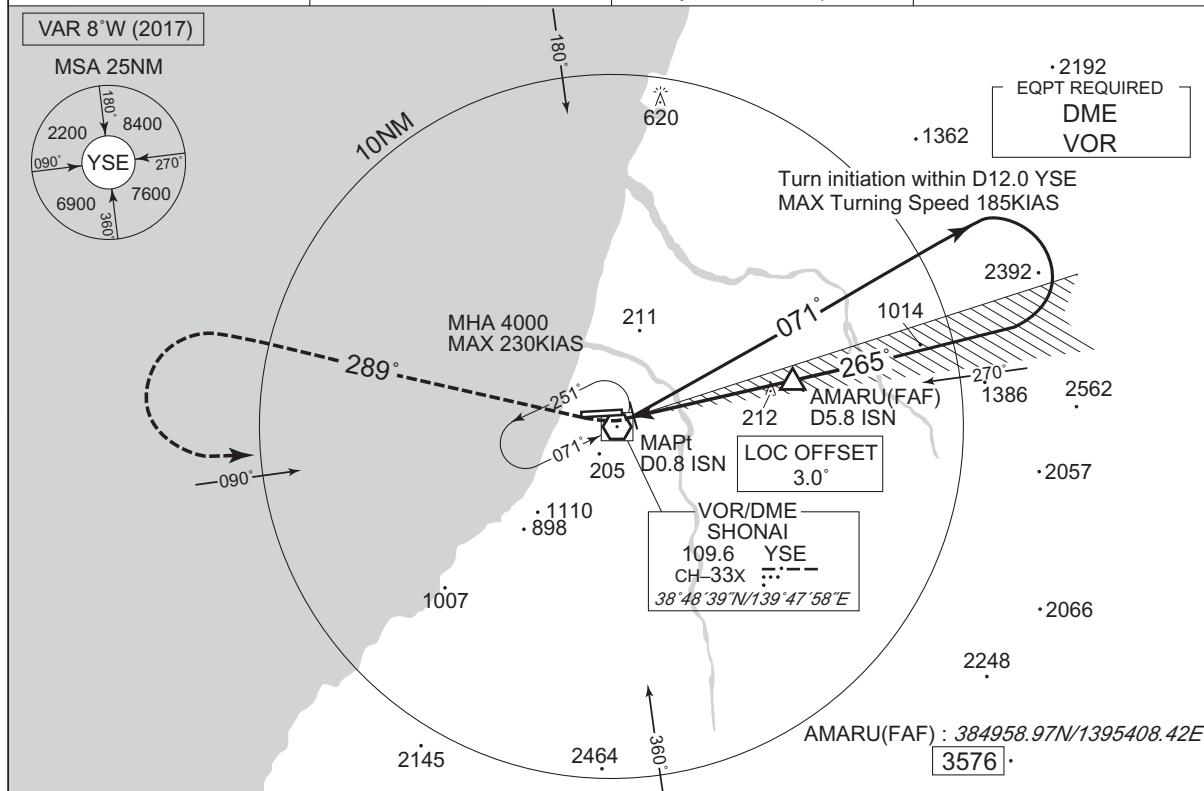 VAR 8°W (2017)
MSA 25NM
180°
2200
8400
090°
YSE
270°
6900
7600
360°
180°
10NM
620
2192
EQPT REQUIRED
DME
VOR
1362
Turn initiation within D12.0 YSE
MAX Turning Speed 185KIAS
2392
071°
1014
MHA 4000
MAX 230KIAS
211
289°
265°
270°
251°
AMARU(FAF)
D5.8 ISN
1386
2562
212
071°
MAPt
D0.8 ISN
LOC OFFSET
3.0°
205
090°
2057
1110
898
VOR/DME
SHONAI
109.6 YSE
CH–33X
38°48′39″N/139°47′58″E
1007
2066
2248
360°
AMARU(FAF) : 384958.97N/1395408.42E
2145
2464
3576